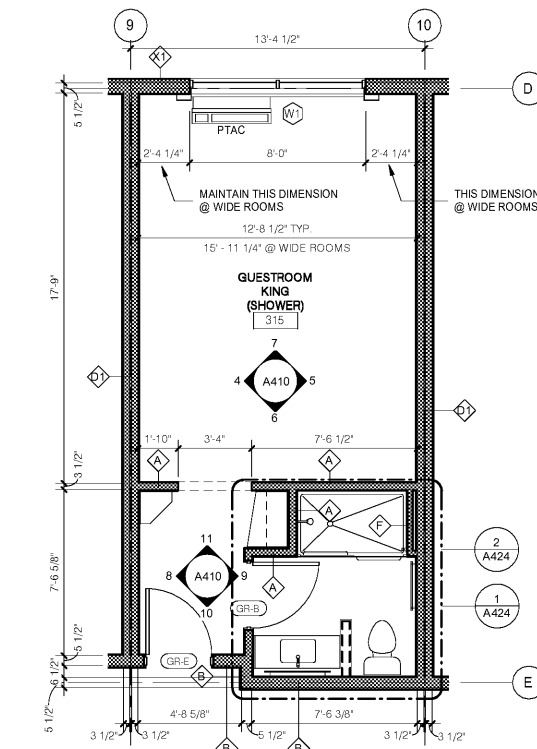 9
10
13'-4 1/2"
X1
D
5 1/2"
W1
PTAC
2'-4 1/4"
8'-0"
2'-4 1/4"
MAINTAIN THIS DIMENSION
@ WIDE ROOMS
THIS DIMENSION
@ WIDE ROOMS
12'-8 1/2" TYP.
15' - 11 1/4" @ WIDE ROOMS
17'-9"
GUESTROOM
KING
(SHOWER)
315
7
4
A410
5
6
D1
D1
1'-10"
3'-4"
7'-6 1/2"
A
A
3 1/2"
A
F
2
A424
11
8
A410
9
10
A
7'-6 5/8"
GR-B
1
A424
5 1/2"
GR-E
B
6 1/2"
E
5 1/2"
4'-8 5/8"
7'-6 3/8"
3 1/2"
3 1/2"
5 1/2"
3 1/2"
3 1/2"
B
B